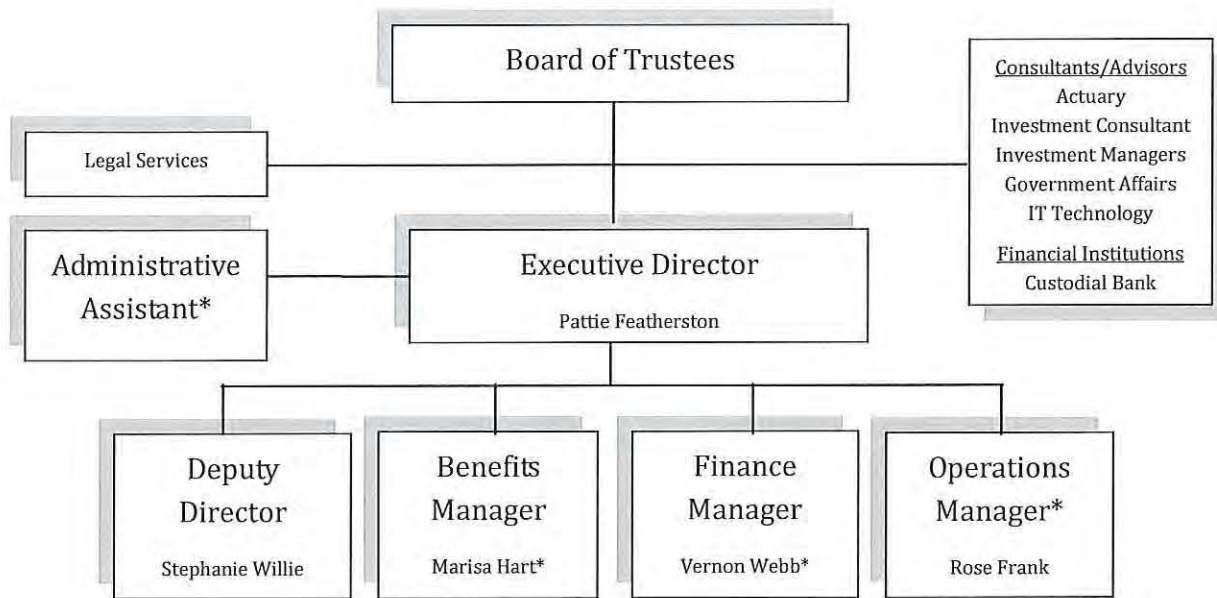 Board of Trustees
Consultants/Advisors
Actuary
Investment Consultant
Investment Managers
Government Affairs
IT Technology
Financial Institutions
Custodial Bank
Legal Services
Administrative
Assistant*
Executive Director
Pattie Featherston
Deputy
Director
Stephanie Willie
Benefits
Manager
Marisa Hart*
Finance
Manager
Vernon Webb*
Operations
Manager*
Rose Frank